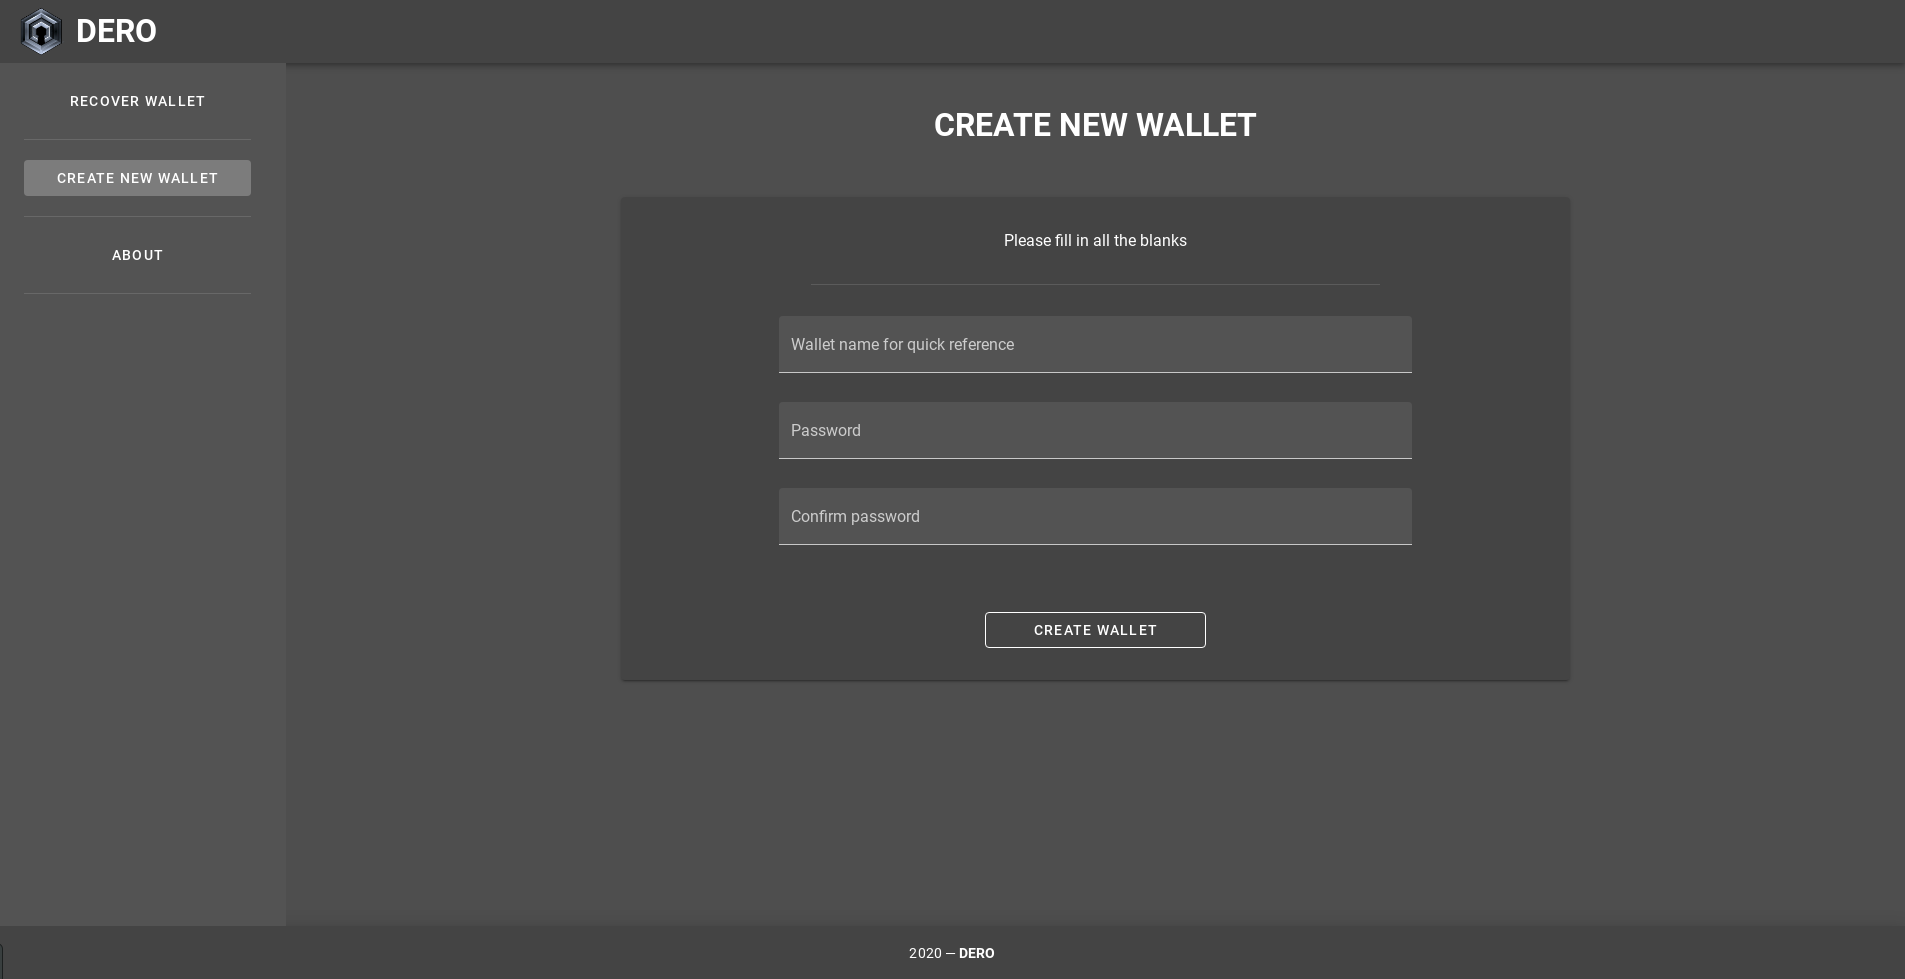 DERO
RECOVER WALLET
CREATE NEW WALLET
ABOUT
CREATE NEW WALLET
Please fill in all the blanks
Wallet name for quick reference
Password
Confirm password
CREATE WALLET
2020 — DERO